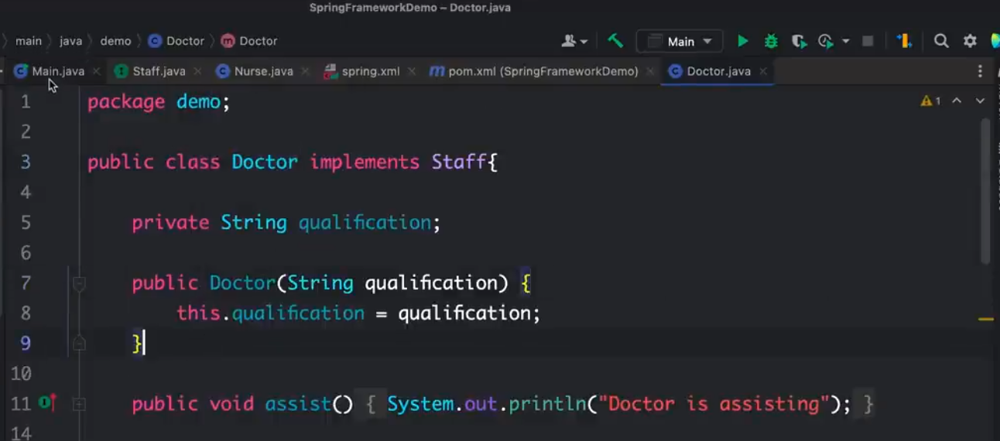 SpringFrameworkDemo – Doctor.java
main java demo Doctor Doctor Main
Main.java Staff.java Nurse.java spring.xml pom.xml (SpringFrameworkDemo) Doctor.java
1 package demo; 1
2
3 public class Doctor implements Staff{
4
5 private String qualification;
6
7 public Doctor(String qualification) {
8 this.qualification = qualification;
9 }
10
11 public void assist() { System.out.println("Doctor is assisting"); }
14